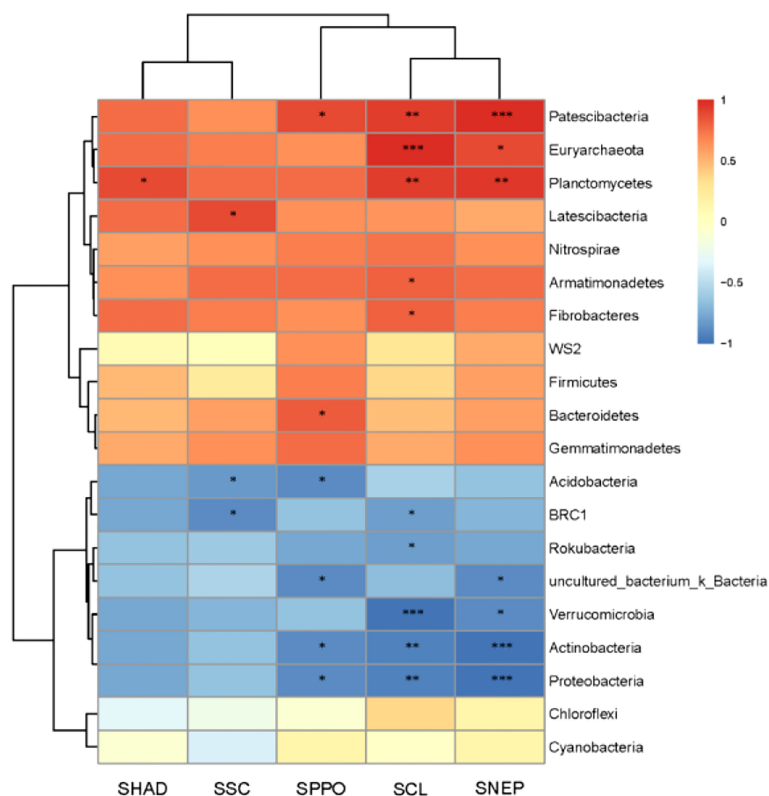 * ** *** Patescibacteria
*** * Euryarchaeota
* ** ** Planctomycetes
* Latescibacteria
Nitrospirae
* Armatimonadetes
* Fibrobacteres
WS2
Firmicutes
* Bacteroidetes
Gemmatimonadetes
* * Acidobacteria
* * BRC1
* Rokubacteria
* * uncultured_bacterium_k_Bacteria
*** * Verrucomicrobia
* ** *** Actinobacteria
* ** *** Proteobacteria
Chloroflexi
Cyanobacteria
SHAD SSC SPPO SCL SNEP
1
0.5
0
−0.5
−1